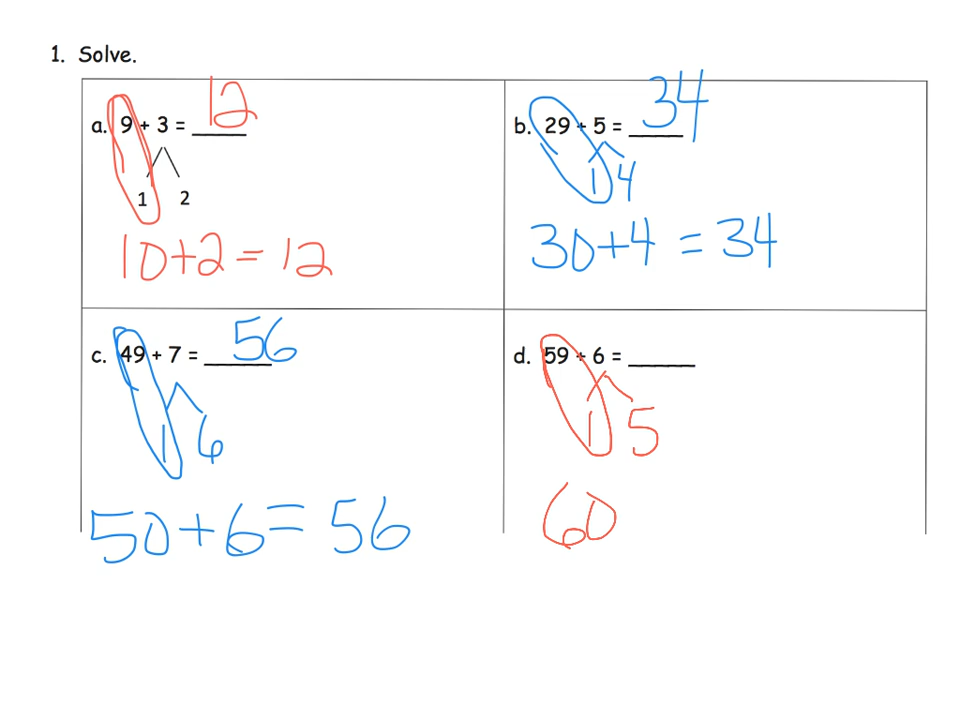 1. Solve.
a. 9 + 3 = 12
1 2
10+2=12
b. 29 + 5 = 34
1 4
30+4=34
c. 49 + 7 = 56
1 6
50+6=56
d. 59 + 6 = ____
1 5
60